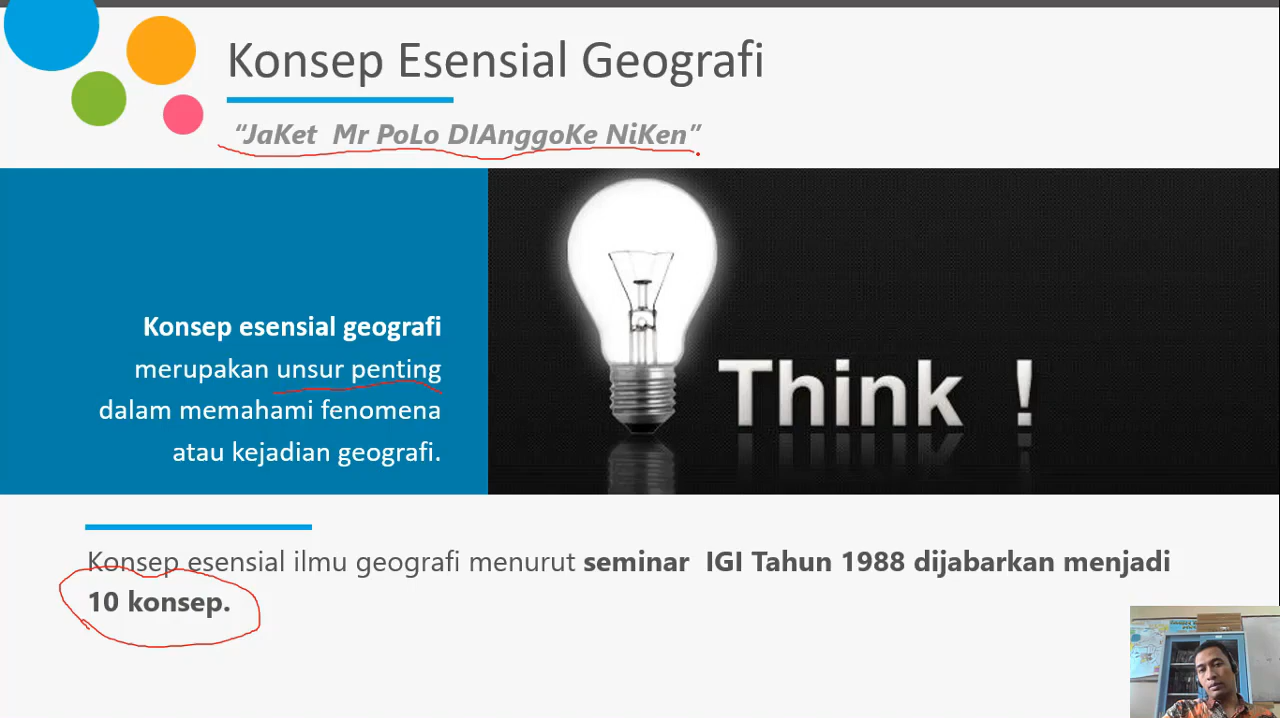 Konsep Esensial Geografi
“JaKet Mr PoLo DIAnggoKe NiKen”
Konsep esensial geografi
merupakan unsur penting
dalam memahami fenomena
atau kejadian geografi.
Think !
Konsep esensial ilmu geografi menurut seminar IGI Tahun 1988 dijabarkan menjadi
10 konsep.